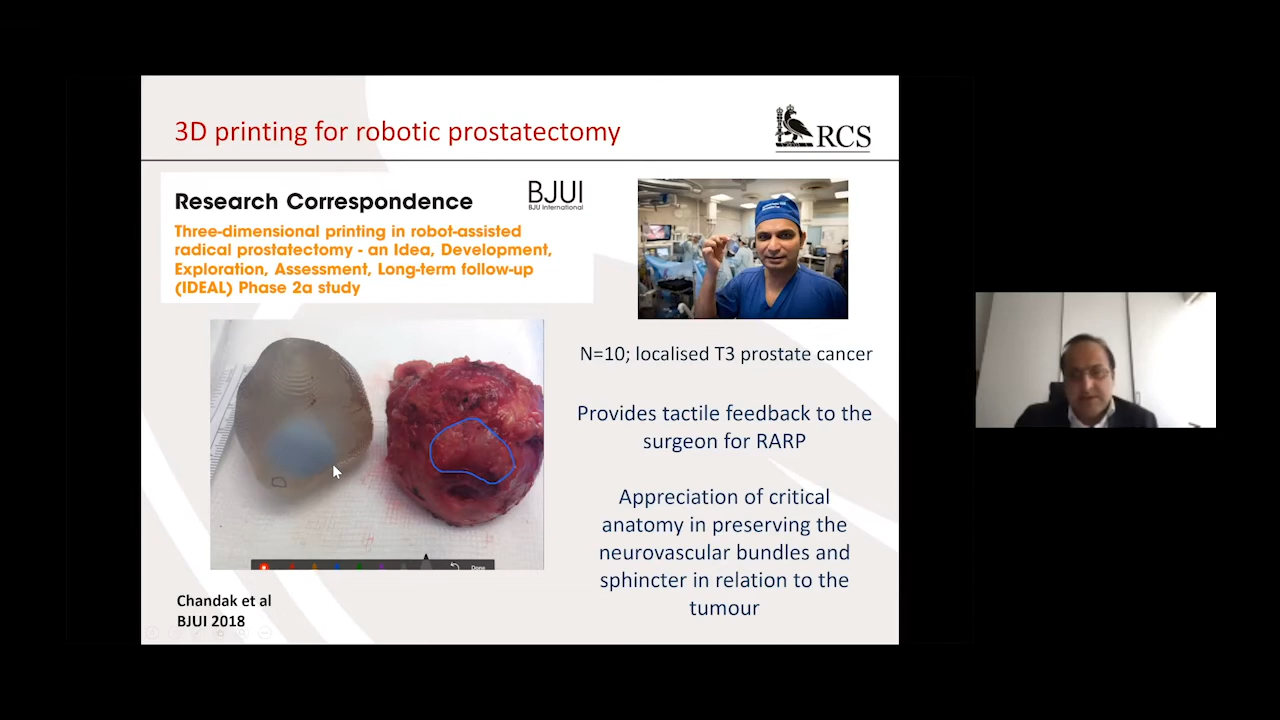 3D printing for robotic prostatectomy
RCS
Research Correspondence
BJUI
BJU International
Three-dimensional printing in robot-assisted
radical prostatectomy - an Idea, Development,
Exploration, Assessment, Long-term follow-up
(IDEAL) Phase 2a study
N=10; localised T3 prostate cancer
Provides tactile feedback to the
surgeon for RARP
Appreciation of critical
anatomy in preserving the
neurovascular bundles and
sphincter in relation to the
tumour
Done
Chandak et al
BJUI 2018